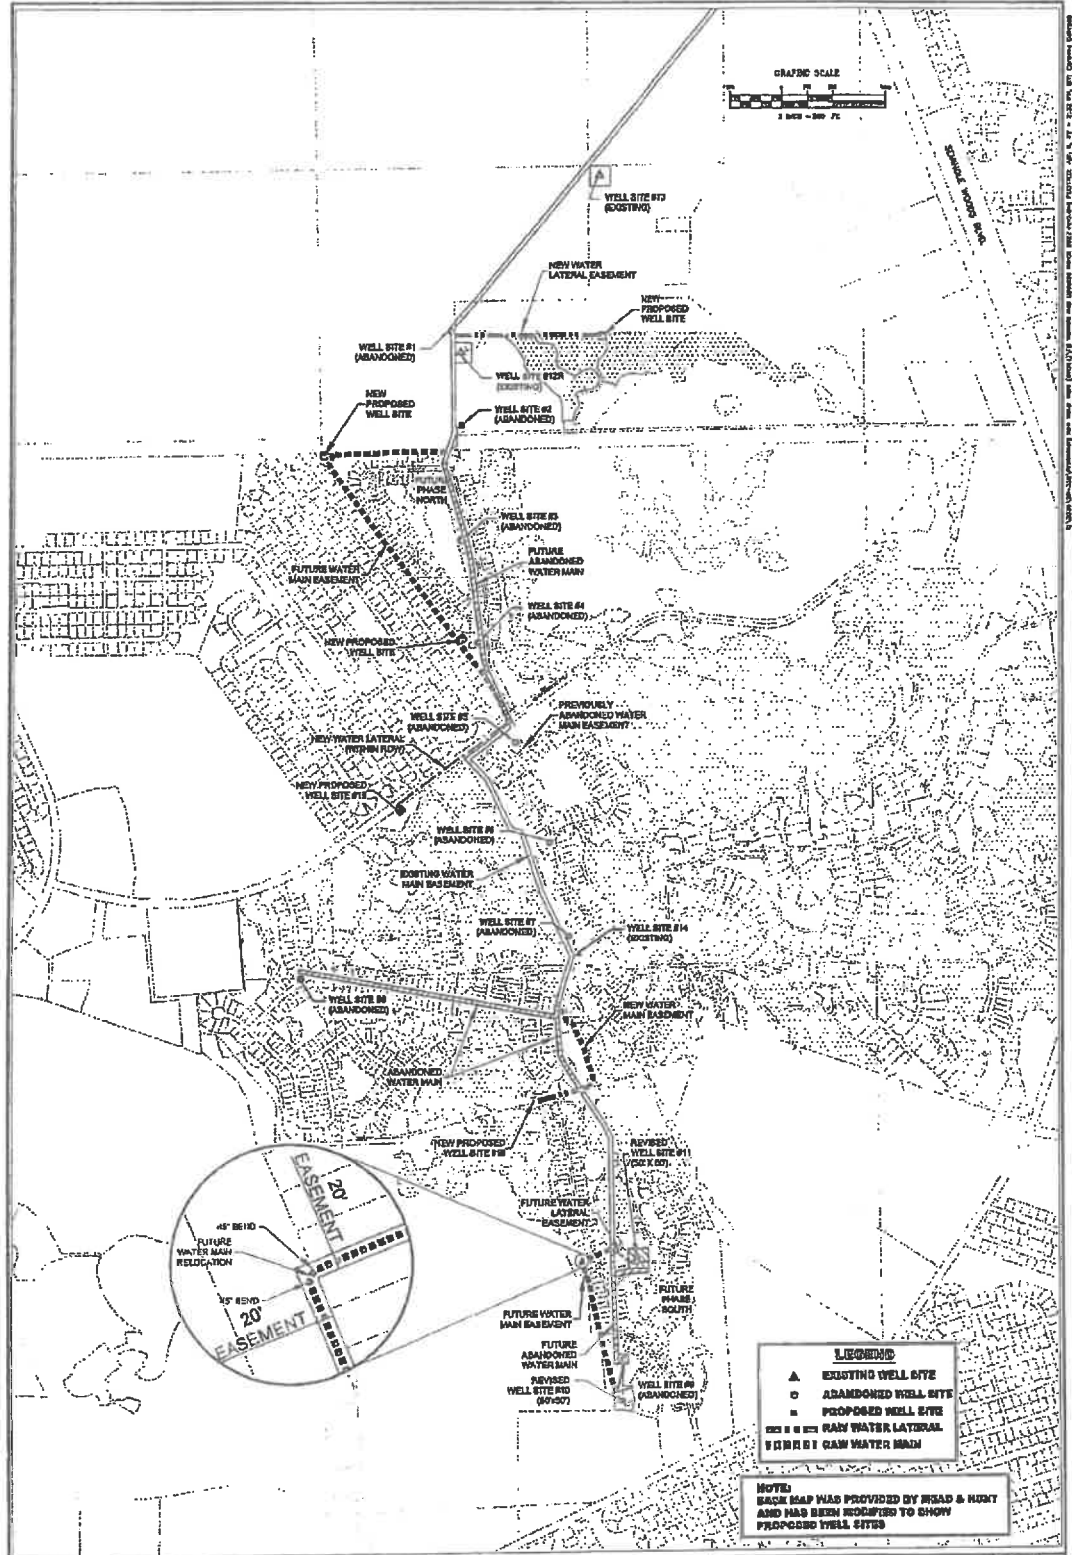 GRAPHIC SCALE
SEMINOLE WOODS BLVD.
WELL SITE #13
(EXISTING)
NEW WATER
LATERAL EASEMENT
NEW
PROPOSED
WELL SITE
WELL SITE #1
(ABANDONED)
WELL SITE #12R
(EXISTING)
NEW
PROPOSED
WELL SITE
WELL SITE #2
(ABANDONED)
FUTURE
PHASE
NORTH
WELL SITE #3
(ABANDONED)
FUTURE
ABANDONED
WATER MAIN
FUTURE WATER
MAIN EASEMENT
WELL SITE #4
(ABANDONED)
NEW PROPOSED
WELL SITE
PREVIOUSLY
ABANDONED WATER
MAIN EASEMENT
WELL SITE #5
(ABANDONED)
NEW WATER LATERAL
(WITHIN ROW)
NEW PROPOSED
WELL SITE
WELL SITE #6
(ABANDONED)
EXISTING WATER
MAIN EASEMENT
WELL SITE #7
(ABANDONED)
WELL SITE #14
(EXISTING)
WELL SITE #8
(ABANDONED)
NEW WATER
MAIN EASEMENT
ABANDONED
WATER MAIN
NEW PROPOSED
WELL SITE
REVISED
WELL SITE #11
(50' X 50')
EASEMENT
20'
45° BEND
FUTURE
WATER MAIN
RELOCATION
45° BEND
20'
EASEMENT
FUTURE WATER
LATERAL
EASEMENT
FUTURE
PHASE
SOUTH
FUTURE WATER
MAIN EASEMENT
FUTURE
ABANDONED
WATER MAIN
REVISED
WELL SITE #10
WELL SITE #9
(ABANDONED)
LEGEND
EXISTING WELL SITE
ABANDONED WELL SITE
PROPOSED WELL SITE
RAW WATER LATERAL
RAW WATER MAIN
NOTE:
BACK MAP WAS PROVIDED BY MEAD & HUNT
AND HAS BEEN MODIFIED TO SHOW
PROPOSED WELL SITES